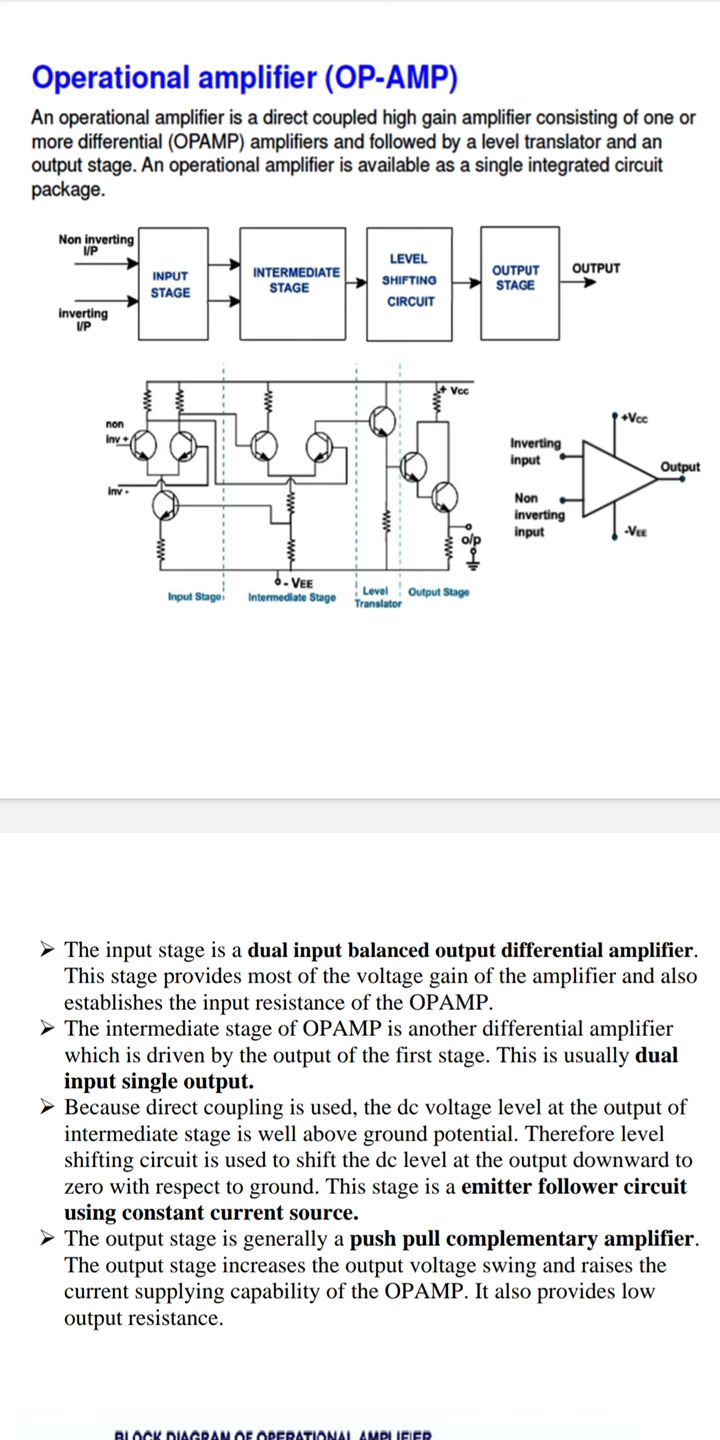 Operational amplifier (OP-AMP)
An operational amplifier is a direct coupled high gain amplifier consisting of one or
more differential (OPAMP) amplifiers and followed by a level translator and an
output stage. An operational amplifier is available as a single integrated circuit
package.
Non inverting
I/P
inverting
I/P
INPUT
STAGE
INTERMEDIATE
STAGE
LEVEL
SHIFTING
CIRCUIT
OUTPUT
STAGE
OUTPUT
+ Vcc
non
inv +
inv -
o/p
- VEE
Input Stage
Intermediate Stage
Level
Translator
Output Stage
+Vcc
Inverting
input
Output
Non
inverting
input
-VEE
➢ The input stage is a dual input balanced output differential amplifier.
This stage provides most of the voltage gain of the amplifier and also
establishes the input resistance of the OPAMP.
➢ The intermediate stage of OPAMP is another differential amplifier
which is driven by the output of the first stage. This is usually dual
input single output.
➢ Because direct coupling is used, the dc voltage level at the output of
intermediate stage is well above ground potential. Therefore level
shifting circuit is used to shift the dc level at the output downward to
zero with respect to ground. This stage is a emitter follower circuit
using constant current source.
➢ The output stage is generally a push pull complementary amplifier.
The output stage increases the output voltage swing and raises the
current supplying capability of the OPAMP. It also provides low
output resistance.
BLOCK DIAGRAM OF OPERATIONAL AMPLIFIER